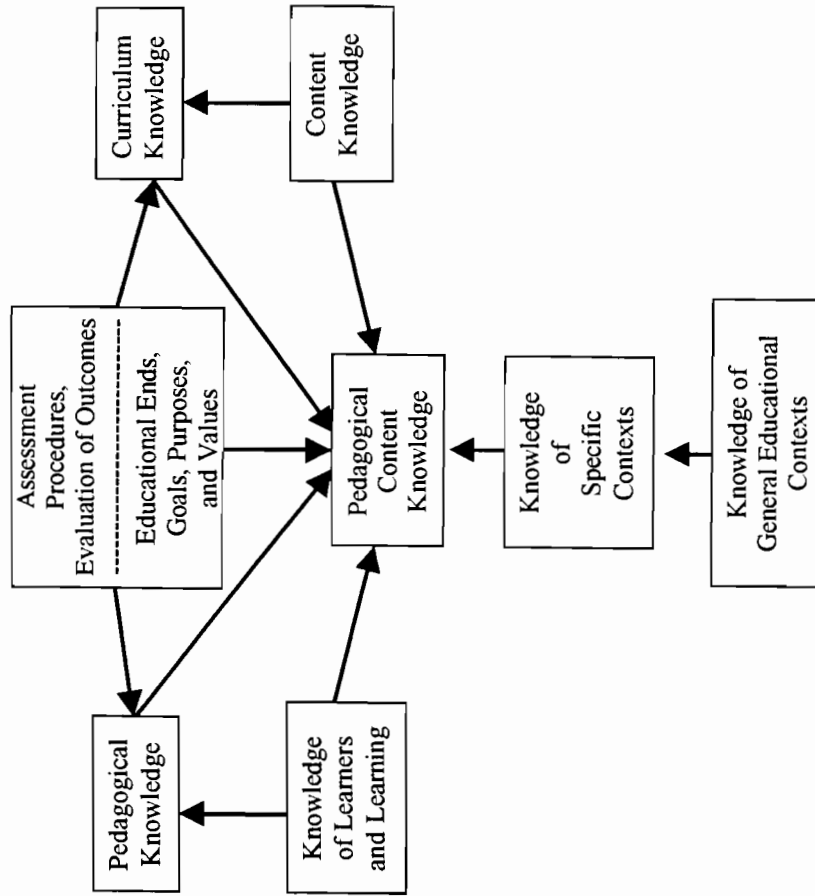 Assessment
Procedures,
Evaluation of Outcomes
Educational Ends,
Goals, Purposes,
and Values
Pedagogical
Knowledge
Curriculum
Knowledge
Knowledge
of Learners
and Learning
Pedagogical
Content
Knowledge
Content
Knowledge
Knowledge
of
Specific
Contexts
Knowledge of
General Educational
Contexts